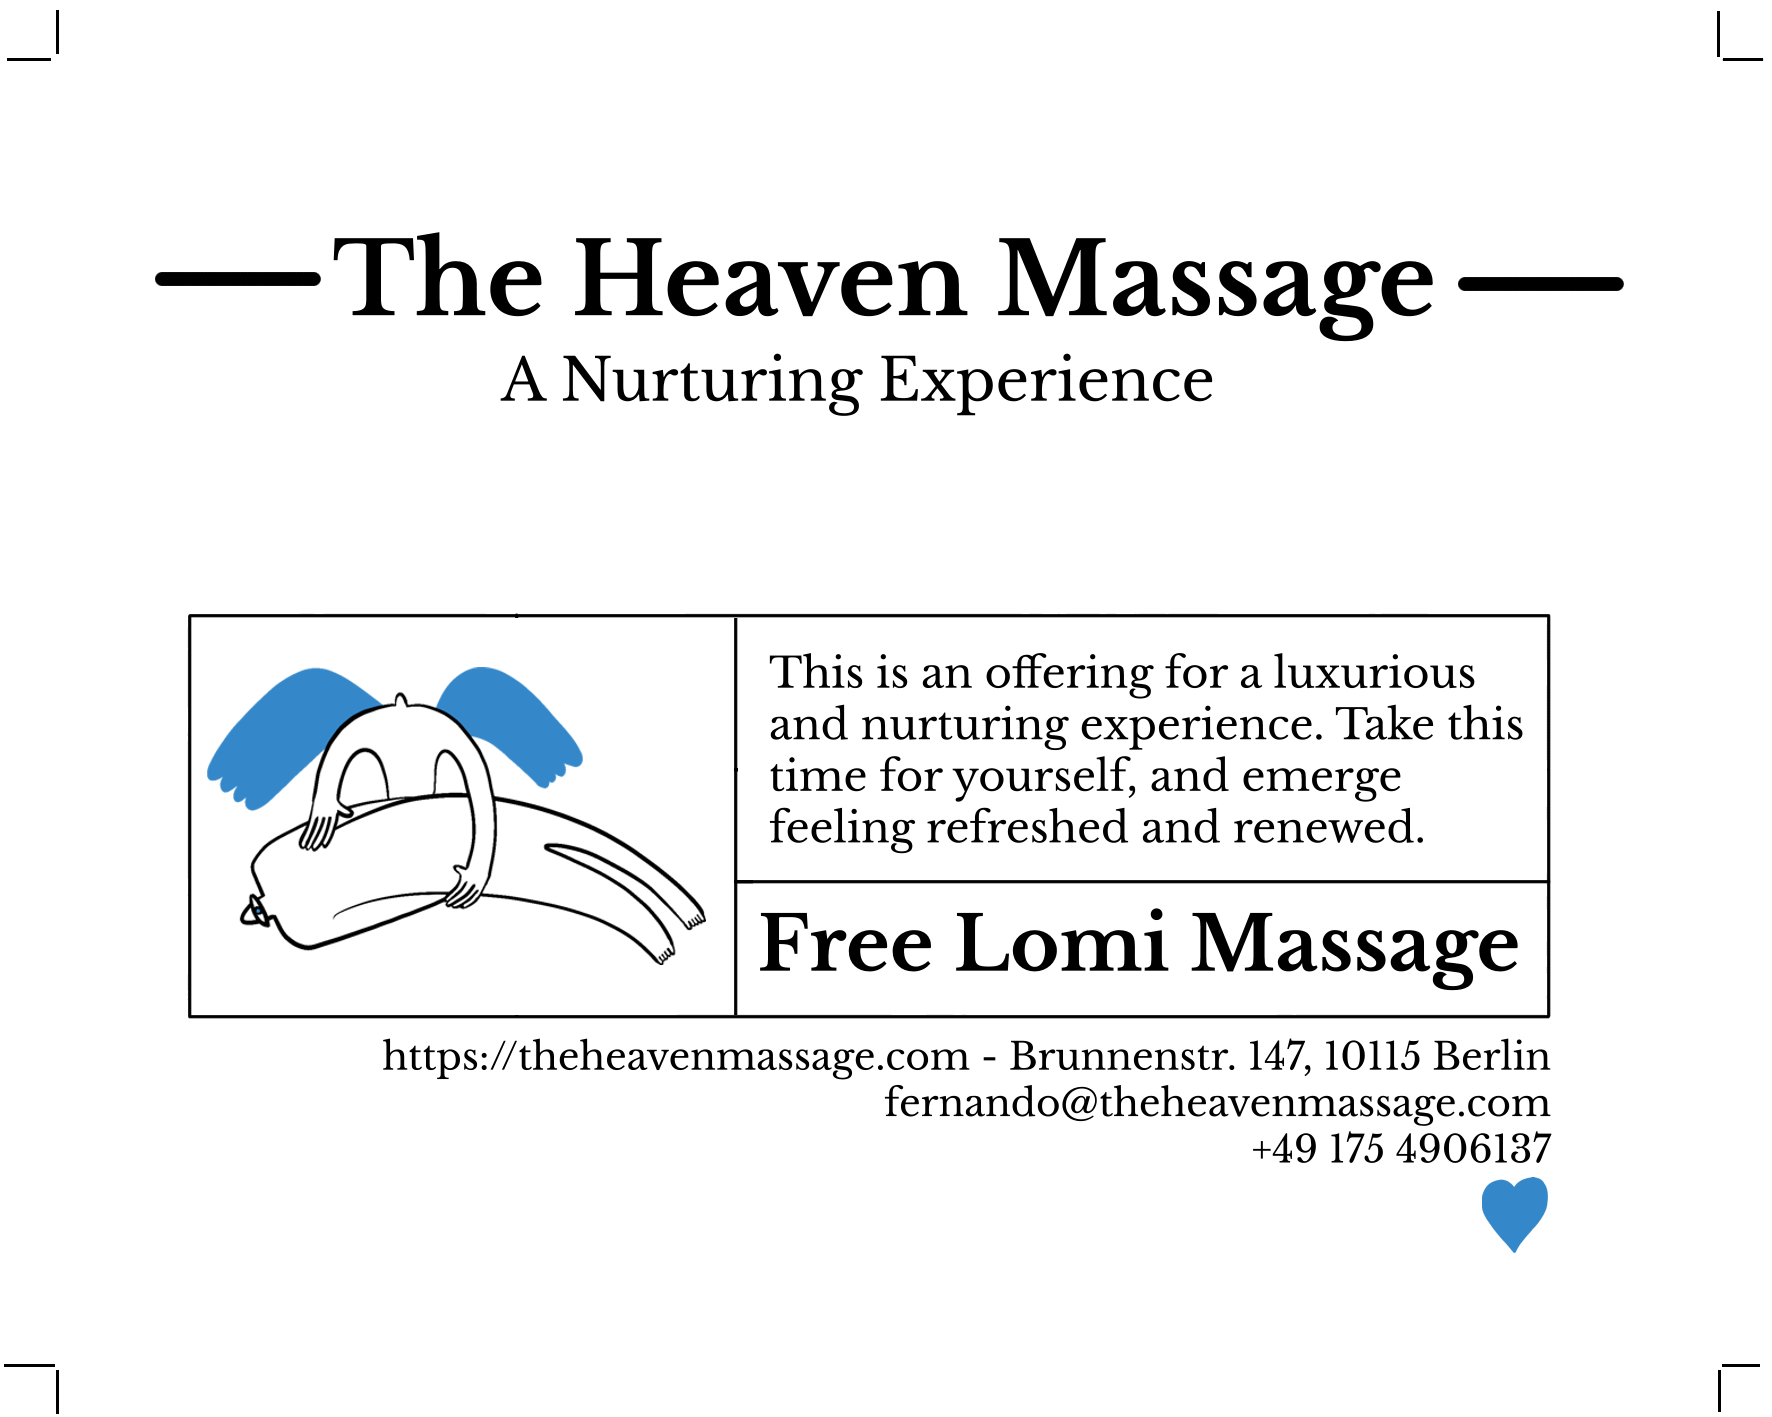 The Heaven Massage
A Nurturing Experience
This is an offering for a luxurious
and nurturing experience. Take this
time for yourself, and emerge
feeling refreshed and renewed.
Free Lomi Massage
https://theheavenmassage.com - Brunnenstr. 147, 10115 Berlin
fernando@theheavenmassage.com
+49 175 4906137